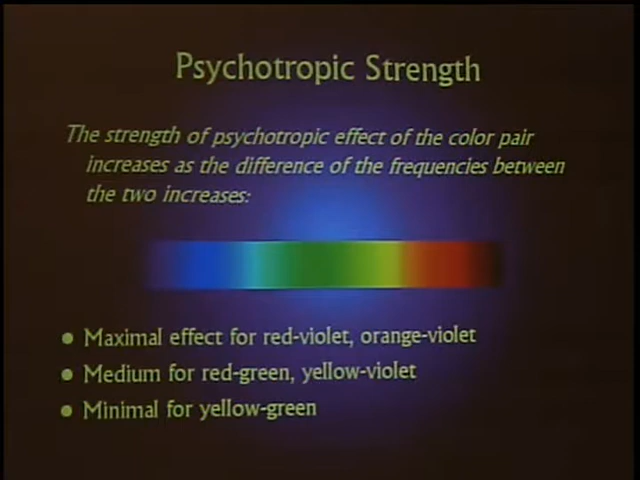 Psychotropic Strength
The strength of psychotropic effect of the color pair
increases as the difference of the frequencies between
the two increases:
● Maximal effect for red-violet, orange-violet
● Medium for red-green, yellow-violet
● Minimal for yellow-green